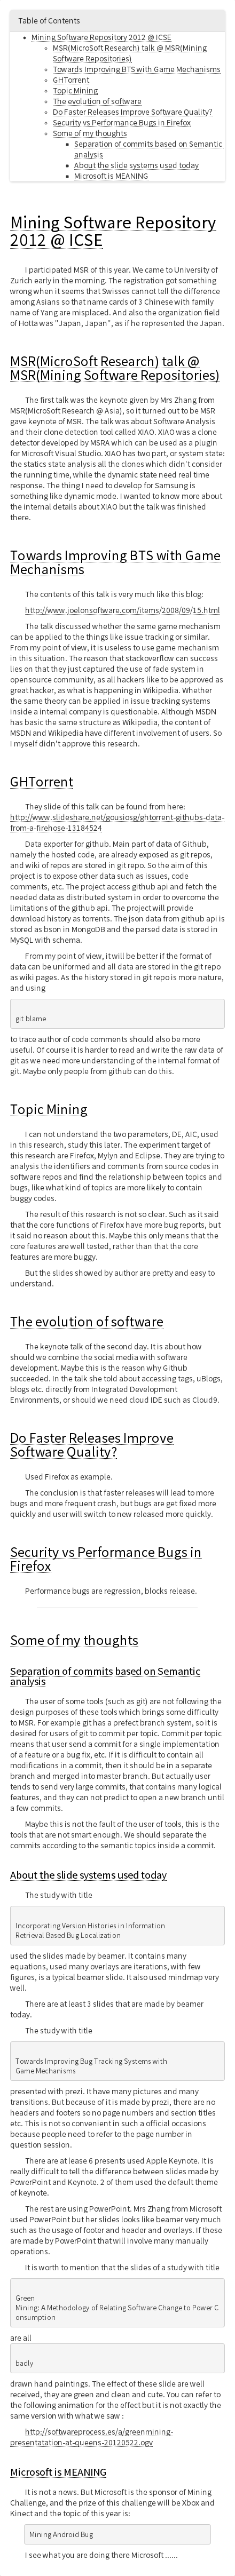 Table of Contents
Mining Software Repository 2012 @ ICSE
MSR(MicroSoft Research) talk @ MSR(Mining
Software Repositories)
Towards Improving BTS with Game Mechanisms
GHTorrent
Topic Mining
The evolution of software
Do Faster Releases Improve Software Quality?
Security vs Performance Bugs in Firefox
Some of my thoughts
Separation of commits based on Semantic
analysis
About the slide systems used today
Microsoft is MEANING
Mining Software Repository
2012 @ ICSE
I participated MSR of this year. We came to University of
Zurich early in the morning. The registration got something
wrong when it seems that Swisses cannot tell the difference
among Asians so that name cards of 3 Chinese with family
name of Yang are misplaced. And also the organization field
of Hotta was "Japan, Japan", as if he represented the Japan.
MSR(MicroSoft Research) talk @
MSR(Mining Software Repositories)
The first talk was the keynote given by Mrs Zhang from
MSR(MicroSoft Research @ Asia), so it turned out to be MSR
gave keynote of MSR. The talk was about Software Analysis
and their clone detection tool called XIAO. XIAO was a clone
detector developed by MSRA which can be used as a plugin
for Microsoft Visual Studio. XIAO has two part, or system state:
the statics state analysis all the clones which didn't consider
the running time, while the dynamic state need real time
response. The thing I need to develop for Samsung is
something like dynamic mode. I wanted to know more about
the internal details about XIAO but the talk was finished
there.
Towards Improving BTS with Game
Mechanisms
The contents of this talk is very much like this blog:
http://www.joelonsoftware.com/items/2008/09/15.html
The talk discussed whether the same game mechanism
can be applied to the things like issue tracking or similar.
From my point of view, it is useless to use game mechanism
in this situation. The reason that stackoverflow can success
lies on that they just captured the use of fade system in
opensource community, as all hackers like to be approved as
great hacker, as what is happening in Wikipedia. Whether
the same theory can be applied in issue tracking systems
inside a internal company is questionable. Although MSDN
has basic the same structure as Wikipedia, the content of
MSDN and Wikipedia have different involvement of users. So
I myself didn't approve this research.
GHTorrent
They slide of this talk can be found from here:
http://www.slideshare.net/gousiosg/ghtorrent-githubs-data-
from-a-firehose-13184524
Data exporter for github. Main part of data of Github,
namely the hosted code, are already exposed as git repos,
and wiki of repos are stored in git repo. So the aim of this
project is to expose other data such as issues, code
comments, etc. The project access github api and fetch the
needed data as distributed system in order to overcome the
limitations of the github api. The project will provide
download history as torrents. The json data from github api is
stored as bson in MongoDB and the parsed data is stored in
MySQL with schema.
From my point of view, it will be better if the format of
data can be uniformed and all data are stored in the git repo
as wiki pages. As the history stored in git repo is more nature,
and using
git blame
to trace author of code comments should also be more
useful. Of course it is harder to read and write the raw data of
git as we need more understanding of the internal format of
git. Maybe only people from github can do this.
Topic Mining
I can not understand the two parameters, DE, AIC, used
in this research, study this later. The experiment target of
this research are Firefox, Mylyn and Eclipse. They are trying to
analysis the identifiers and comments from source codes in
software repos and find the relationship between topics and
bugs, like what kind of topics are more likely to contain
buggy codes.
The result of this research is not so clear. Such as it said
that the core functions of Firefox have more bug reports, but
it said no reason about this. Maybe this only means that the
core features are well tested, rather than that the core
features are more buggy.
But the slides showed by author are pretty and easy to
understand.
The evolution of software
The keynote talk of the second day. It is about how
should we combine the social media with software
development. Maybe this is the reason why Github
succeeded. In the talk she told about accessing tags, uBlogs,
blogs etc. directly from Integrated Development
Environments, or should we need cloud IDE such as Cloud9.
Do Faster Releases Improve
Software Quality?
Used Firefox as example.
The conclusion is that faster releases will lead to more
bugs and more frequent crash, but bugs are get fixed more
quickly and user will switch to new released more quickly.
Security vs Performance Bugs in
Firefox
Performance bugs are regression, blocks release.
Some of my thoughts
Separation of commits based on Semantic
analysis
The user of some tools (such as git) are not following the
design purposes of these tools which brings some difficulty
to MSR. For example git has a prefect branch system, so it is
desired for users of git to commit per topic. Commit per topic
means that user send a commit for a single implementation
of a feature or a bug fix, etc. If it is difficult to contain all
modifications in a commit, then it should be in a separate
branch and merged into master branch. But actually user
tends to send very large commits, that contains many logical
features, and they can not predict to open a new branch until
a few commits.
Maybe this is not the fault of the user of tools, this is the
tools that are not smart enough. We should separate the
commits according to the semantic topics inside a commit.
About the slide systems used today
The study with title
Incorporating Version Histories in Information
Retrieval Based Bug Localization
used the slides made by beamer. It contains many
equations, used many overlays are iterations, with few
figures, is a typical beamer slide. It also used mindmap very
well.
There are at least 3 slides that are made by beamer
today.
The study with title
Towards Improving Bug Tracking Systems with
Game Mechanisms
presented with prezi. It have many pictures and many
transitions. But because of it is made by prezi, there are no
headers and footers so no page numbers and section titles
etc. This is not so convenient in such a official occasions
because people need to refer to the page number in
question session.
There are at lease 6 presents used Apple Keynote. It is
really difficult to tell the difference between slides made by
PowerPoint and Keynote. 2 of them used the default theme
of keynote.
The rest are using PowerPoint. Mrs Zhang from Microsoft
used PowerPoint but her slides looks like beamer very much
such as the usage of footer and header and overlays. If these
are made by PowerPoint that will involve many manually
operations.
It is worth to mention that the slides of a study with title
Green
Mining: A Methodology of Relating Software Change to Power C
onsumption
are all
badly
drawn hand paintings. The effect of these slide are well
received, they are green and clean and cute. You can refer to
the following animation for the effect but it is not exactly the
same version with what we saw :
http://softwareprocess.es/a/greenmining-
presentatation-at-queens-20120522.ogv
Microsoft is MEANING
It is not a news. But Microsoft is the sponsor of Mining
Challenge, and the prize of this challenge will be Xbox and
Kinect and the topic of this year is:
Mining Android Bug
I see what you are doing there Microsoft ......